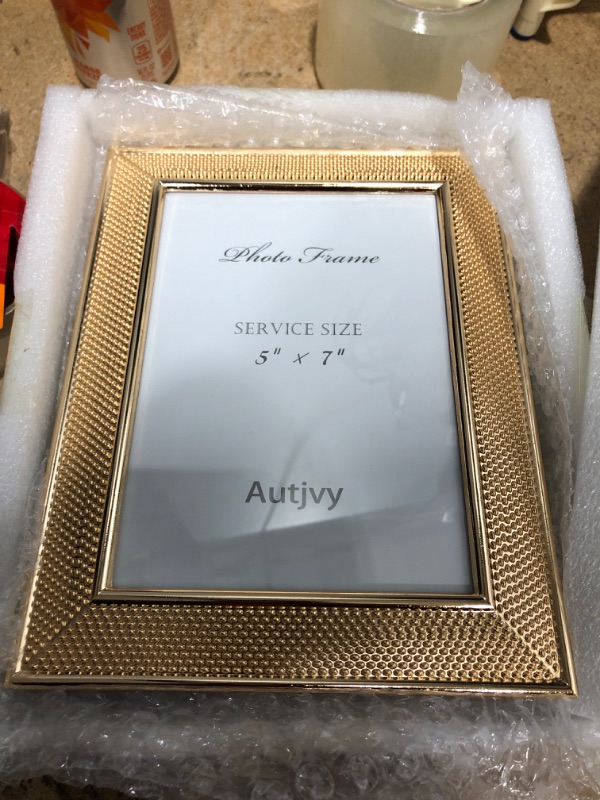 Photo Frame
SERVICE SIZE
5" x 7"
Autjvy